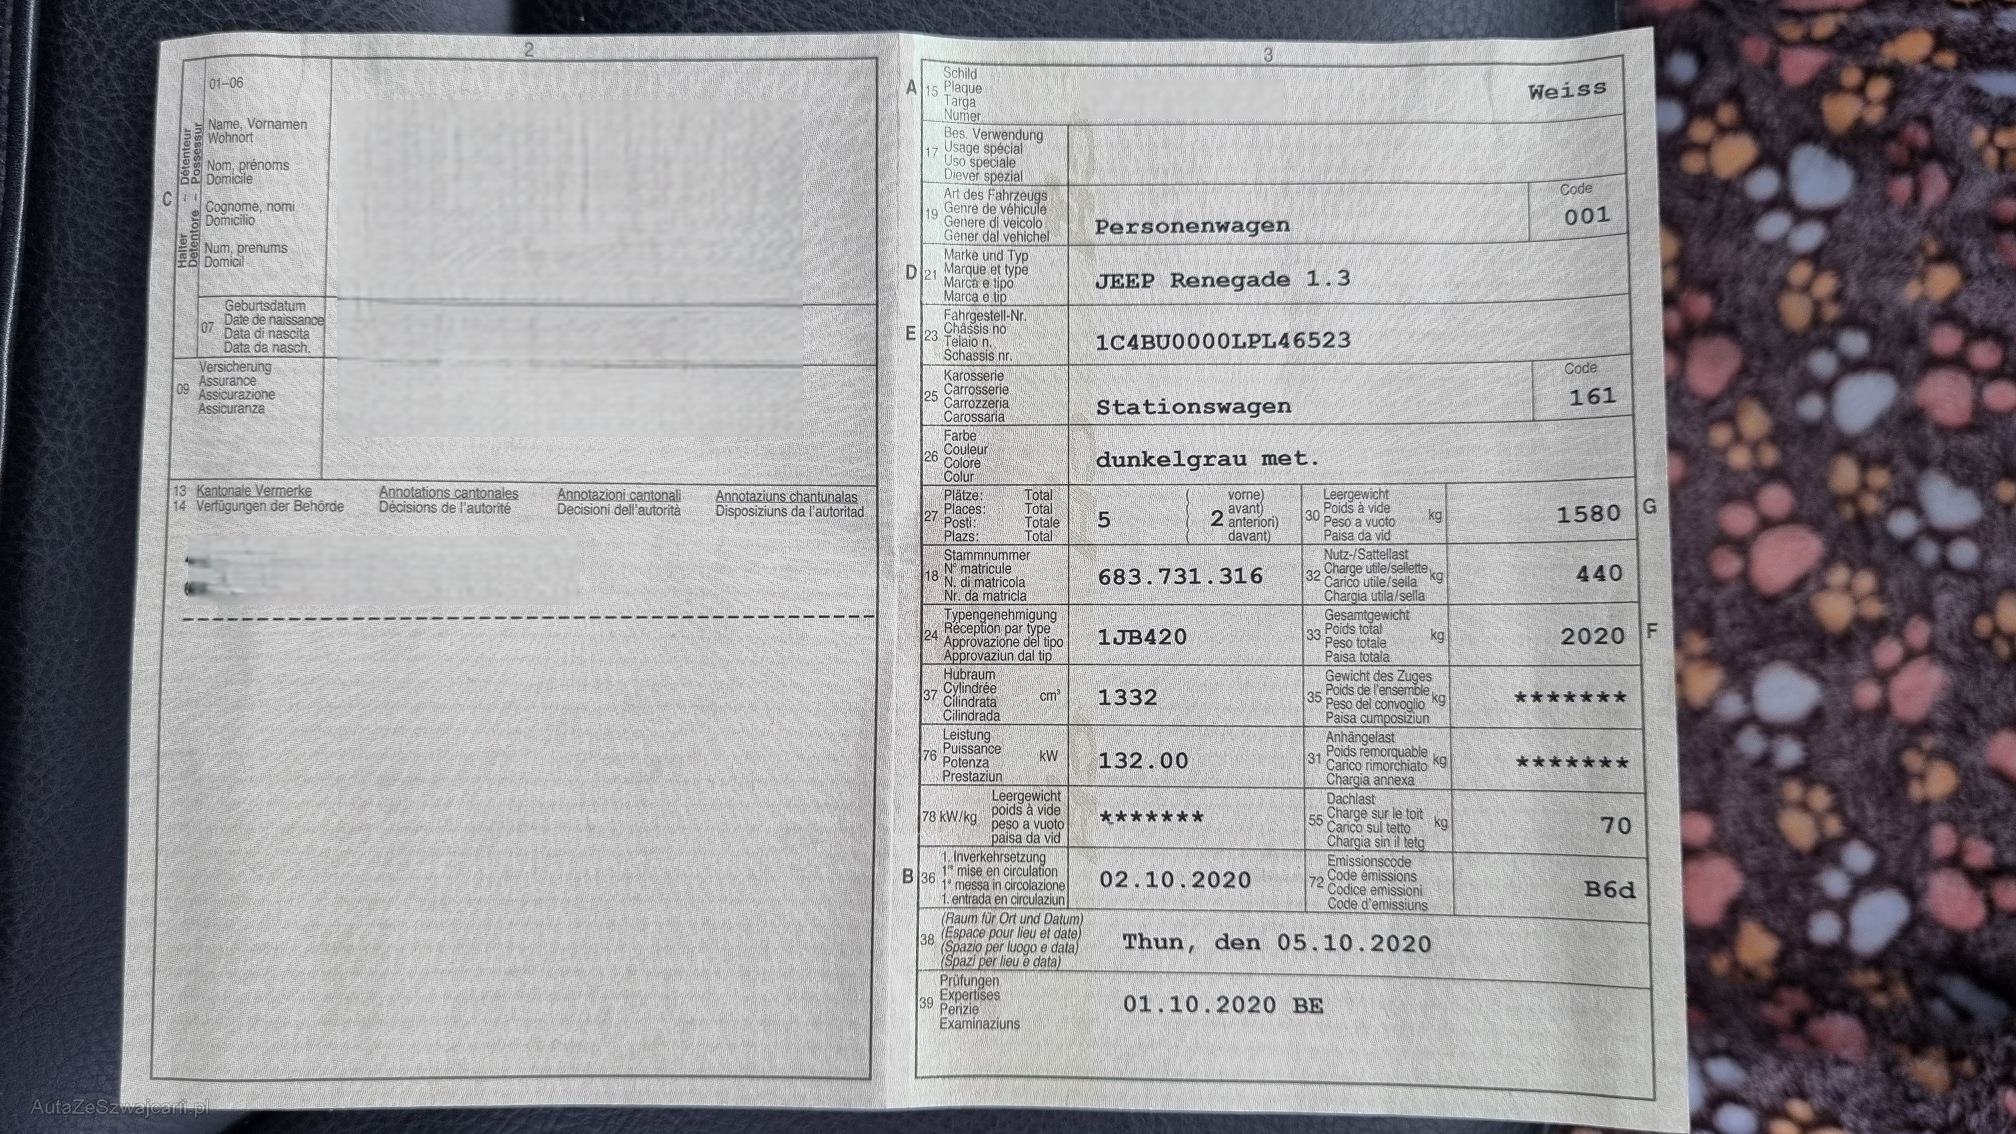 2
01–06
C
Halter – Détenteur
Detentore – Possessur
Name, Vornamen
Wohnort
Nom, prénoms
Domicile
Cognome, nomi
Domicilio
Num, prenums
Domicil
07
Geburtsdatum
Date de naissance
Data di nascita
Data da nasch.
09
Versicherung
Assurance
Assicurazione
Assicuranza
13 Kantonale Vermerke Annotations cantonales Annotazioni cantonali Annotaziuns chantunalas
14 Verfügungen der Behörde Décisions de l'autorité Decisioni dell'autorità Disposiziuns da l'autoritad
3
A 15
Schild
Plaque
Targa
Numer
Weiss
17
Bes. Verwendung
Usage spécial
Uso speciale
Diever spezial
19
Art des Fahrzeugs
Genre de véhicule
Genere di veicolo
Gener dal vehichel
Personenwagen
Code
001
D 21
Marke und Typ
Marque et type
Marca e tipo
Marca e tip
JEEP Renegade 1.3
E 23
Fahrgestell-Nr.
Châssis no
Telaio n.
Schassis nr.
1C4BU0000LPL46523
25
Karosserie
Carrosserie
Carrozzeria
Carossaria
Stationswagen
Code
161
26
Farbe
Couleur
Colore
Colur
dunkelgrau met.
27
Plätze: Total
Places: Total
Posti: Totale
Plazs: Total
5
( vorne)
avant)
2 anteriori)
( davant)
30
Leergewicht
Poids à vide
Peso a vuoto
Paisa da vid
kg
1580
G
18
Stammnummer
N° matricule
N. di matricola
Nr. da matricla
683.731.316
32
Nutz-/Sattellast
Charge utile/sellette
Carico utile/sella
Chargia utila/sella
kg
440
24
Typengenehmigung
Réception par type
Approvazione del tipo
Approvaziun dal tip
1JB420
33
Gesamtgewicht
Poids total
Peso totale
Paisa totala
kg
2020
F
37
Hubraum
Cylindrée
Cilindrata
Cilindrada
cm³
1332
35
Gewicht des Zuges
Poids de l'ensemble
Peso del convoglio
Paisa cumposiziun
kg
*******
76
Leistung
Puissance
Potenza
Prestaziun
kW
132.00
31
Anhängelast
Poids remorquable
Carico rimorchiato
Chargia annexa
kg
*******
78 kW/kg
Leergewicht
poids à vide
peso a vuoto
paisa da vid
*******
55
Dachlast
Charge sur le toit
Carico sul tetto
Chargia sin il tetg
kg
70
B 36
1. Inverkehrsetzung
1re mise en circulation
1a messa in circolazione
1. entrada en circulaziun
02.10.2020
72
Emissionscode
Code émissions
Codice emissioni
Code d'emissiuns
B6d
38
(Raum für Ort und Datum)
(Espace pour lieu et date)
(Spazio per luogo e data)
(Spazi per lieu e data)
Thun, den 05.10.2020
39
Prüfungen
Expertises
Perizie
Examinaziuns
01.10.2020 BE
AutaZeSzwajcarii.pl